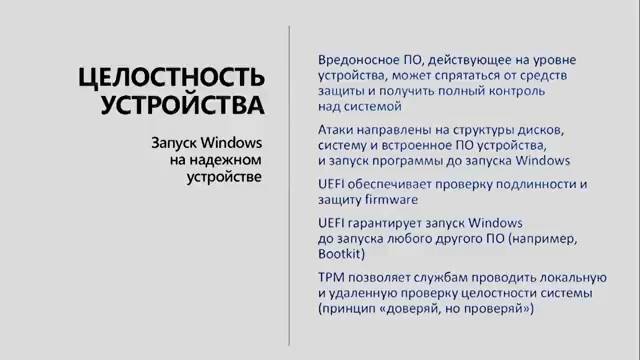 ЦЕЛОСТНОСТЬ
УСТРОЙСТВА
Запуск Windows
на надежном
устройстве
Вредоносное ПО, действующее на уровне
устройства, может спрятаться от средств
защиты и получить полный контроль
над системой
Атаки направлены на структуры дисков,
систему и встроенное ПО устройства,
и запуск программы до запуска Windows
UEFI обеспечивает проверку подлинности и
защиту firmware
UEFI гарантирует запуск Windows
до запуска любого другого ПО (например,
Bootkit)
TPM позволяет службам проводить локальную
и удаленную проверку целостности системы
(принцип «доверяй, но проверяй»)